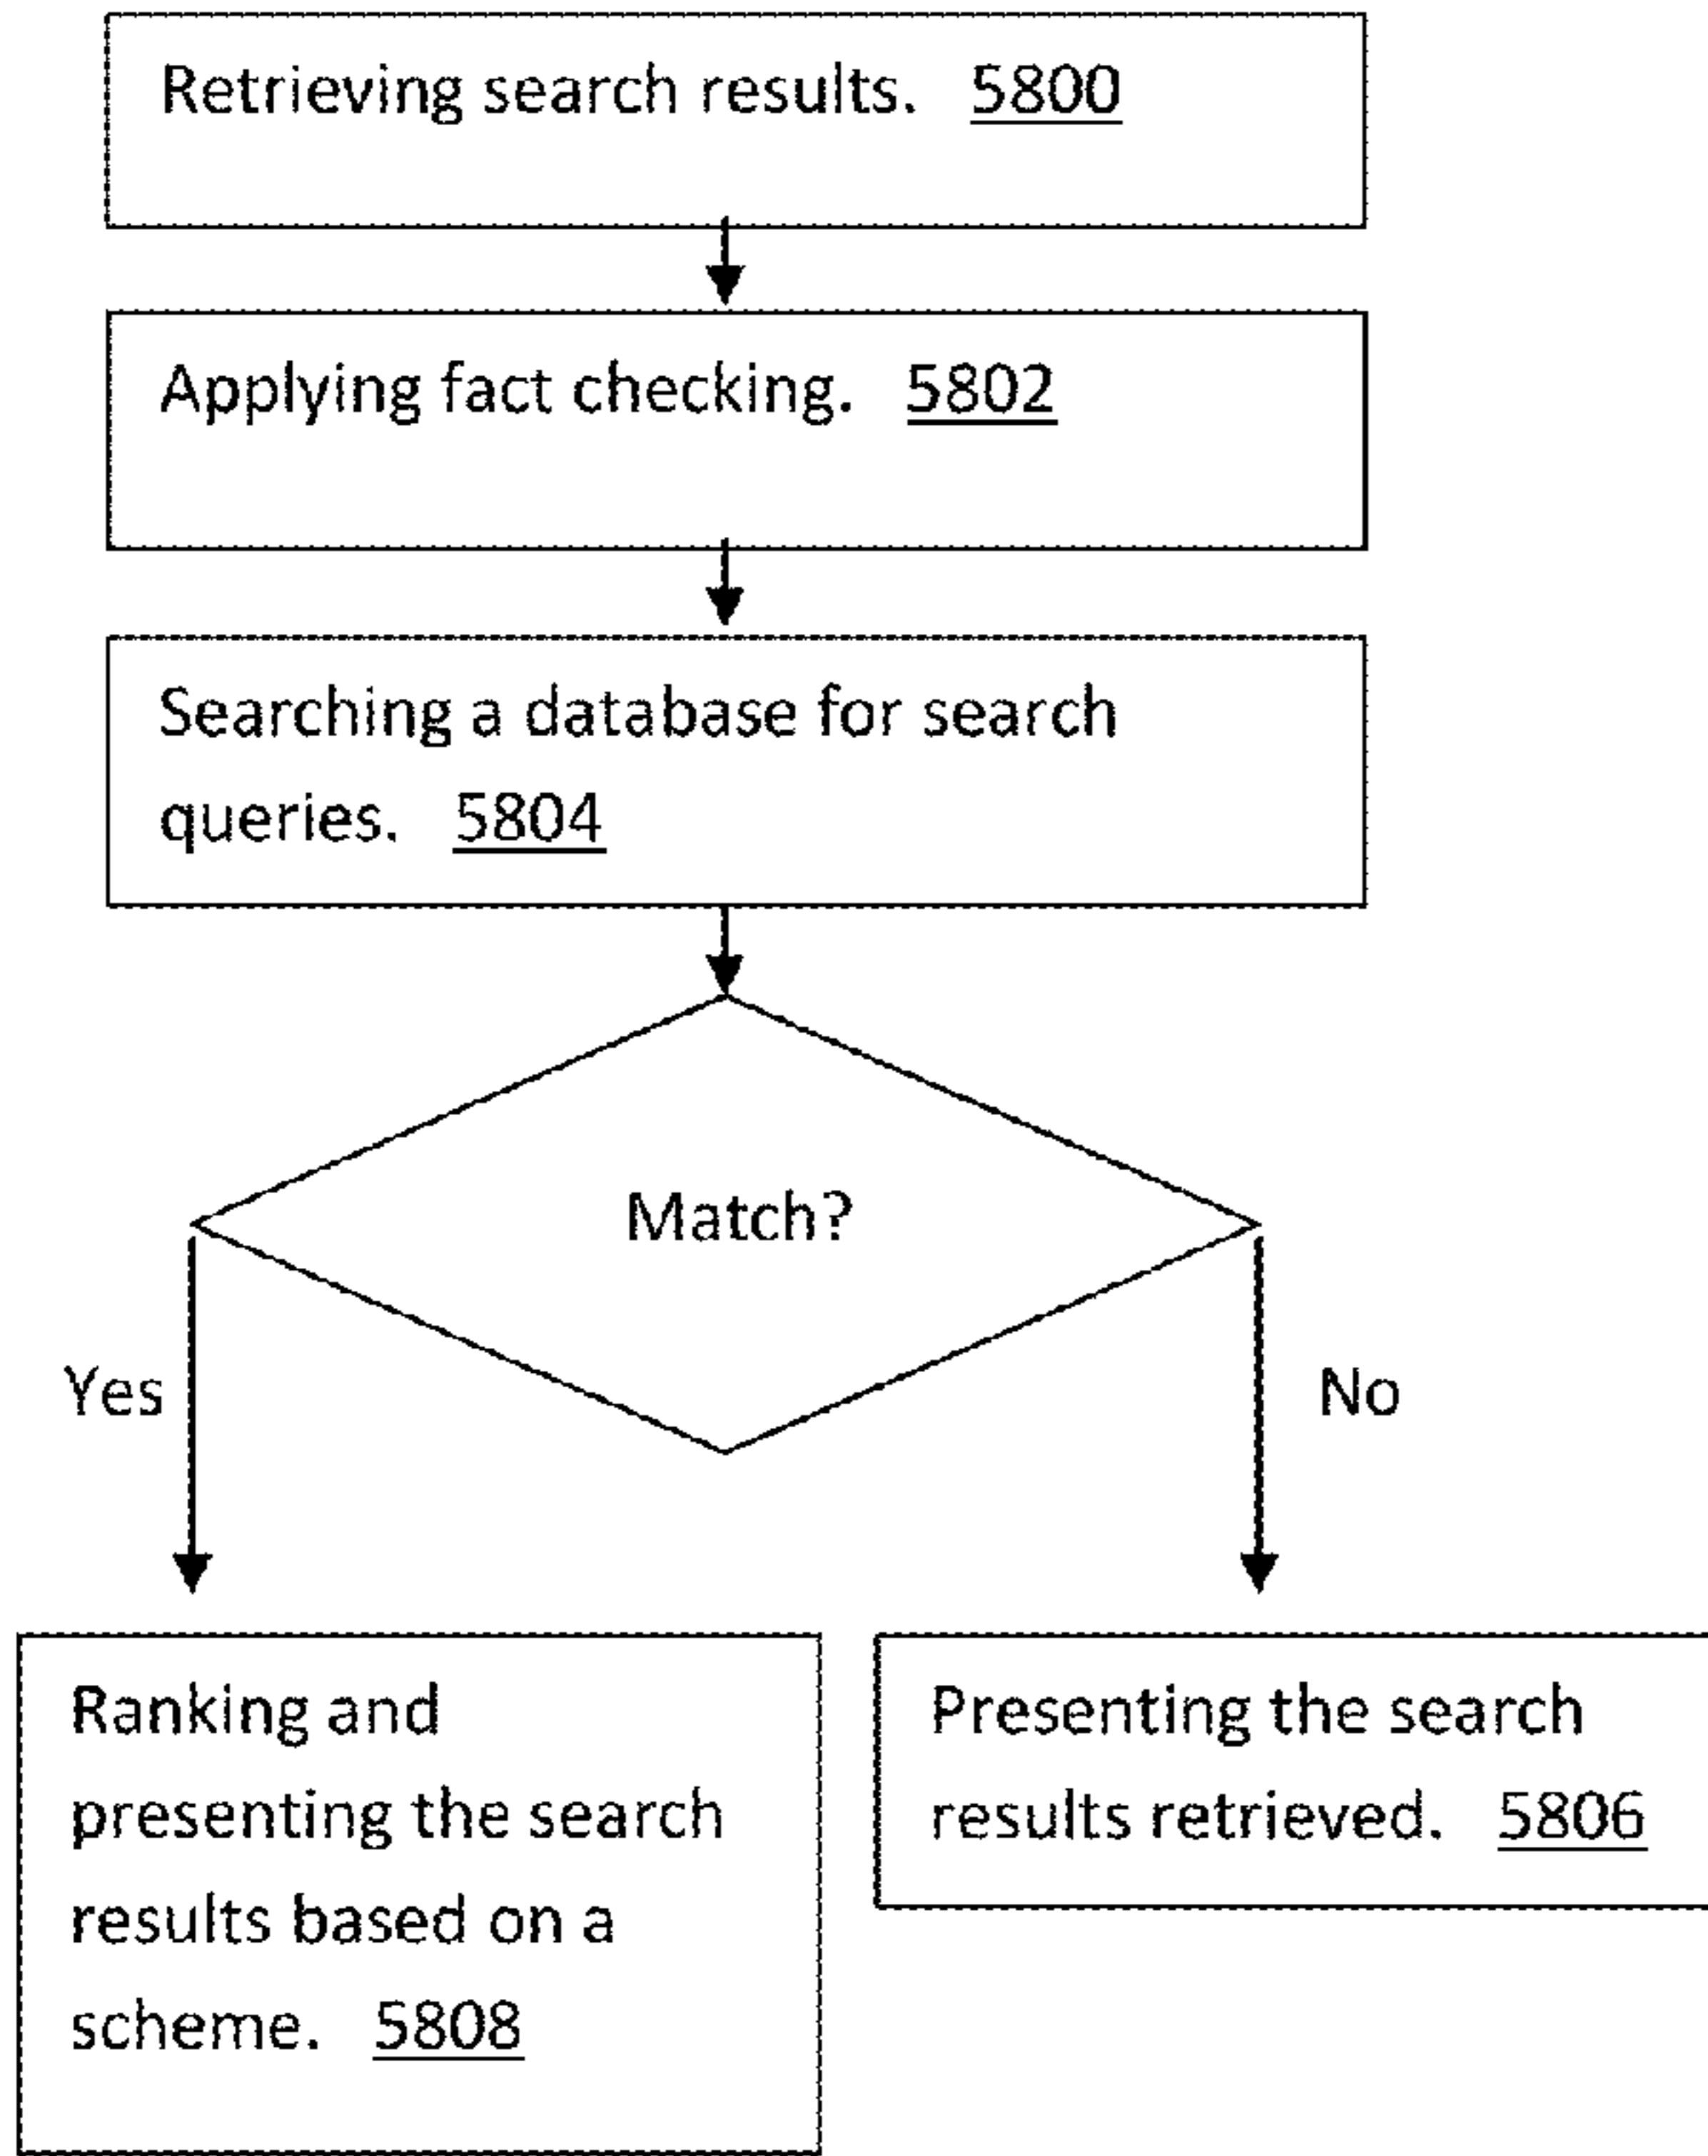 Retrieving search results. 5800
Applying fact checking. 5802
Searching a database for search
queries. 5804
Match?
Yes
No
Ranking and
presenting the search
results based on a
scheme. 5808
Presenting the search
results retrieved. 5806